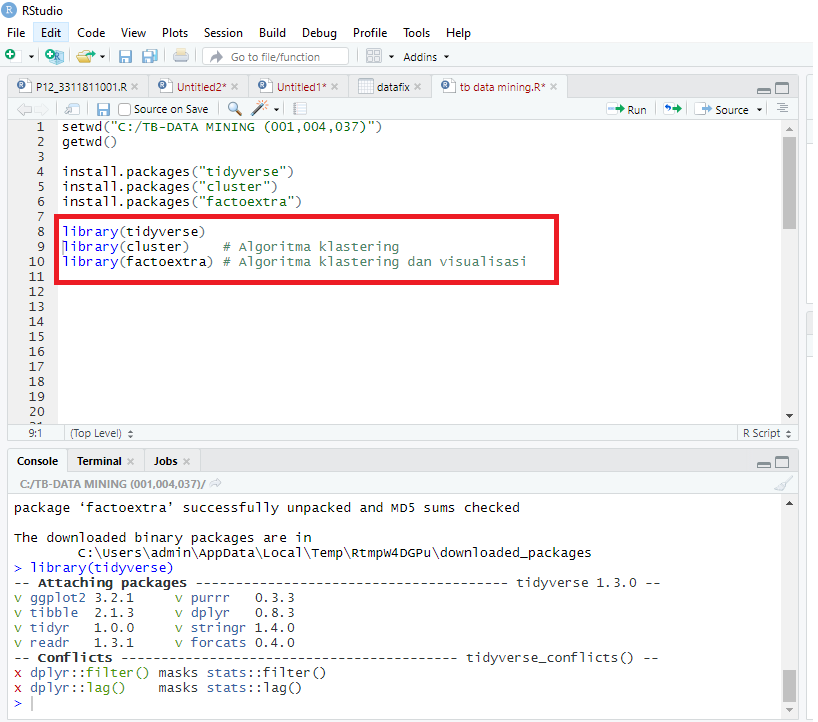 RStudio
File Edit Code View Plots Session Build Debug Profile Tools Help
Go to file/function Addins
P12_3311811001.R Untitled2* Untitled1* datafix tb data mining.R*
Source on Save Run Source
1 setwd("C:/TB-DATA MINING (001,004,037)")
2 getwd()
3
4 install.packages("tidyverse")
5 install.packages("cluster")
6 install.packages("factoextra")
7
8 library(tidyverse)
9 library(cluster) # Algoritma klastering
10 library(factoextra) # Algoritma klastering dan visualisasi
11
12
13
14
15
16
17
18
19
20
21
9:1 (Top Level) R Script
Console Terminal Jobs
C:/TB-DATA MINING (001,004,037)/
package ‘factoextra’ successfully unpacked and MD5 sums checked
The downloaded binary packages are in
C:\Users\admin\AppData\Local\Temp\RtmpW4DGPu\downloaded_packages
> library(tidyverse)
-- Attaching packages --------------------------------------- tidyverse 1.3.0 --
v ggplot2 3.2.1 v purrr 0.3.3
v tibble 2.1.3 v dplyr 0.8.3
v tidyr 1.0.0 v stringr 1.4.0
v readr 1.3.1 v forcats 0.4.0
-- Conflicts ------------------------------------------ tidyverse_conflicts() --
x dplyr::filter() masks stats::filter()
x dplyr::lag() masks stats::lag()
>